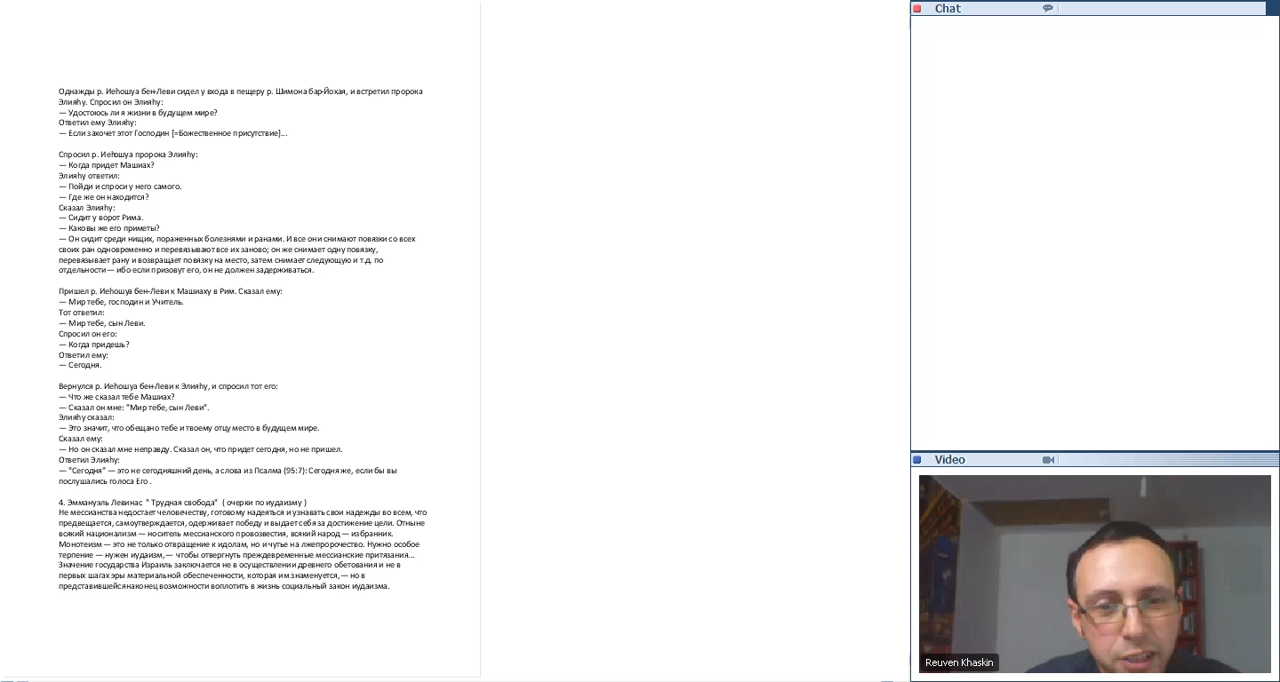 Chat
Однажды р. Иеhошуа бен-Леви сидел у входа в пещеру р. Шимона бар-Йохая, и встретил пророка
Элияhу. Спросил он Элияhу:
— Удостоюсь ли я жизни в будущем мире?
Ответил ему Элияhу:
— Если захочет этот Господин [=Божественное присутствие]...
Спросил р. Иеhошуа пророка Элияhу:
— Когда придет Машиах?
Элияhу ответил:
— Пойди и спроси у него самого.
— Где же он находится?
Сказал Элияhу:
— Сидит у ворот Рима.
— Каковы же его приметы?
— Он сидит среди нищих, пораженных болезнями и ранами. И все они снимают повязки со всех
своих ран одновременно и перевязывают все их заново; он же снимает одну повязку,
перевязывает рану и возвращает повязку на место, затем снимает следующую и т.д. по
отдельности — ибо если призовут его, он не должен задерживаться.
Пришел р. Иеhошуа бен-Леви к Машиаху в Рим. Сказал ему:
— Мир тебе, господин и Учитель.
Тот ответил:
— Мир тебе, сын Леви.
Спросил он его:
— Когда придешь?
Ответил ему:
— Сегодня.
Вернулся р. Иеhошуа бен-Леви к Элияhу, и спросил тот его:
— Что же сказал тебе Машиах?
— Сказал он мне: "Мир тебе, сын Леви".
Элияhу сказал:
— Это значит, что обещано тебе и твоему отцу место в будущем мире.
Сказал ему:
— Но он сказал мне неправду. Сказал он, что придет сегодня, но не пришел.
Ответил Элияhу:
— "Сегодня" — это не сегодняшний день, а слова из Псалма (95:7): Сегодня же, если бы вы
послушались голоса Его .
4. Эммануэль Левинас " Трудная свобода" ( очерки по иудаизму )
Не мессианства недостает человечеству, готовому надеяться и узнавать свои надежды во всем, что
предвещается, самоутверждается, одерживает победу и выдает себя за достижение цели. Отныне
всякий национализм — носитель мессианского провозвестия, всякий народ — избранник.
Монотеизм — это не только отвращение к идолам, но и чутье на лжепророчество. Нужно особое
терпение — нужен иудаизм, — чтобы отвергнуть преждевременные мессианские притязания...
Значение государства Израиль заключается не в осуществлении древнего обетования и не в
первых шагах эры материальной обеспеченности, которая им знаменуется, — но в
представившейся наконец возможности воплотить в жизнь социальный закон иудаизма.
Video
Reuven Khaskin